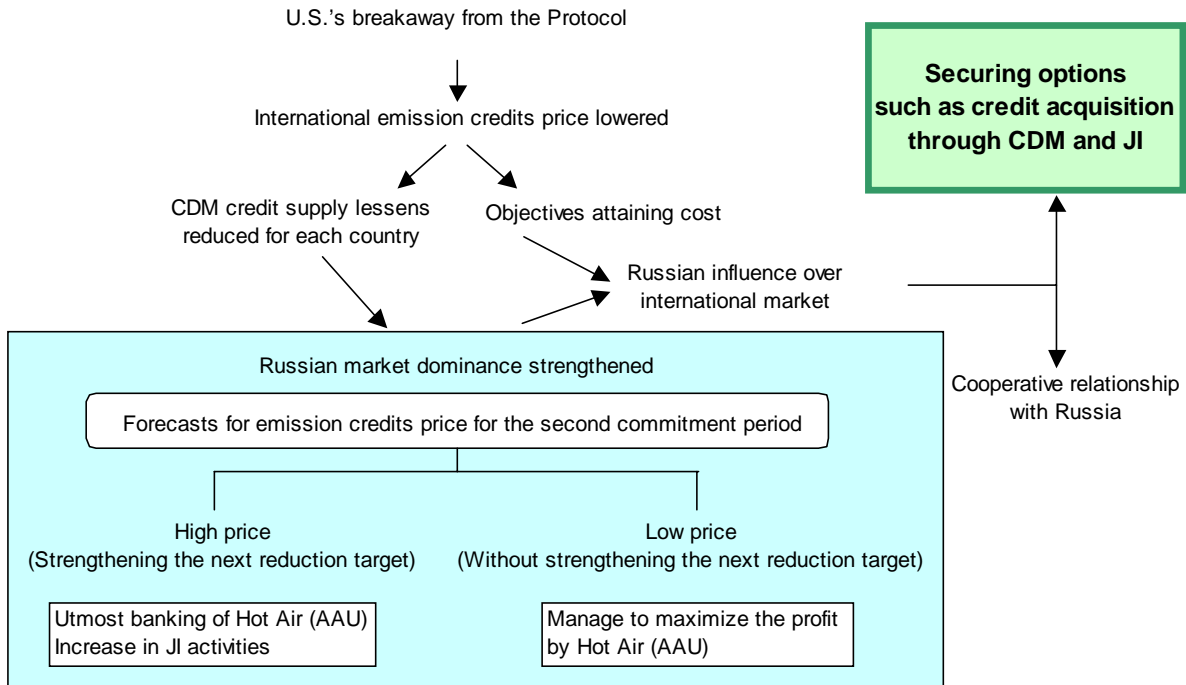 U.S.'s breakaway from the Protocol
International emission credits price lowered
CDM credit supply lessens
reduced for each country
Objectives attaining cost
Russian influence over
international market
Securing options
such as credit acquisition
through CDM and JI
Cooperative relationship
with Russia
Russian market dominance strengthened
Forecasts for emission credits price for the second commitment period
High price
(Strengthening the next reduction target)
Low price
(Without strengthening the next reduction target)
Utmost banking of Hot Air (AAU)
Increase in JI activities
Manage to maximize the profit
by Hot Air (AAU)